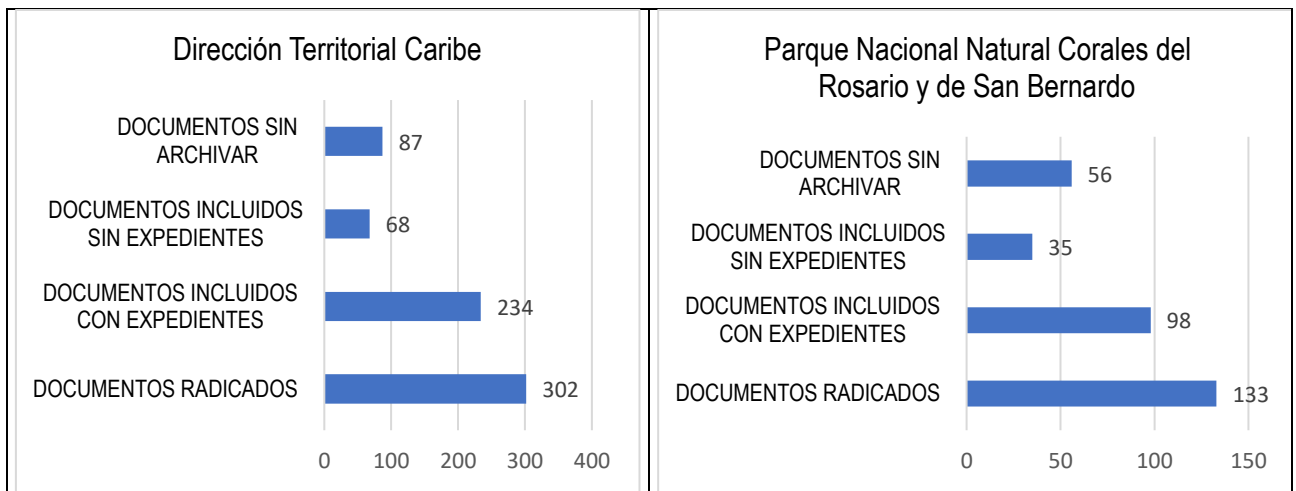 Dirección Territorial Caribe
DOCUMENTOS SIN
ARCHIVAR
87
DOCUMENTOS INCLUIDOS
SIN EXPEDIENTES
68
DOCUMENTOS INCLUIDOS
CON EXPEDIENTES
234
DOCUMENTOS RADICADOS
302
0 100 200 300 400
Parque Nacional Natural Corales del
Rosario y de San Bernardo
DOCUMENTOS SIN
ARCHIVAR
56
DOCUMENTOS INCLUIDOS
SIN EXPEDIENTES
35
DOCUMENTOS INCLUIDOS
CON EXPEDIENTES
98
DOCUMENTOS RADICADOS
133
0 50 100 150